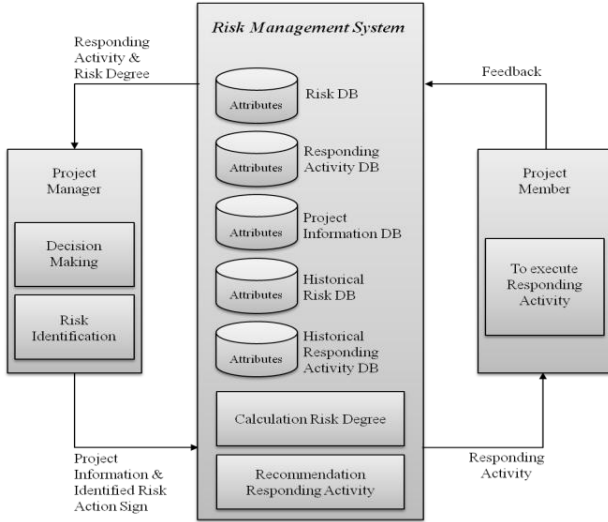 Risk Management System
Responding
Activity &
Risk Degree
Feedback
Attributes
Risk DB
Attributes
Responding
Activity DB
Attributes
Project
Information DB
Attributes
Historical
Risk DB
Attributes
Historical
Responding
Activity DB
Calculation Risk Degree
Recommendation
Responding Activity
Project
Manager
Decision
Making
Risk
Identification
Project
Member
To execute
Responding
Activity
Project
Information &
Identified Risk
Action Sign
Responding
Activity